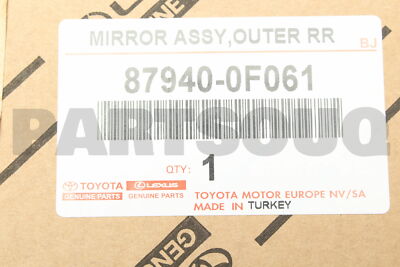 MIRROR ASSY,OUTER RR
BJ
87940-0F061
PARTSOUQ
QTY: 1
TOYOTA LEXUS
GENUINE PARTS GENUINE PARTS
TOYOTA MOTOR EUROPE NV/SA
MADE IN TURKEY
GENU